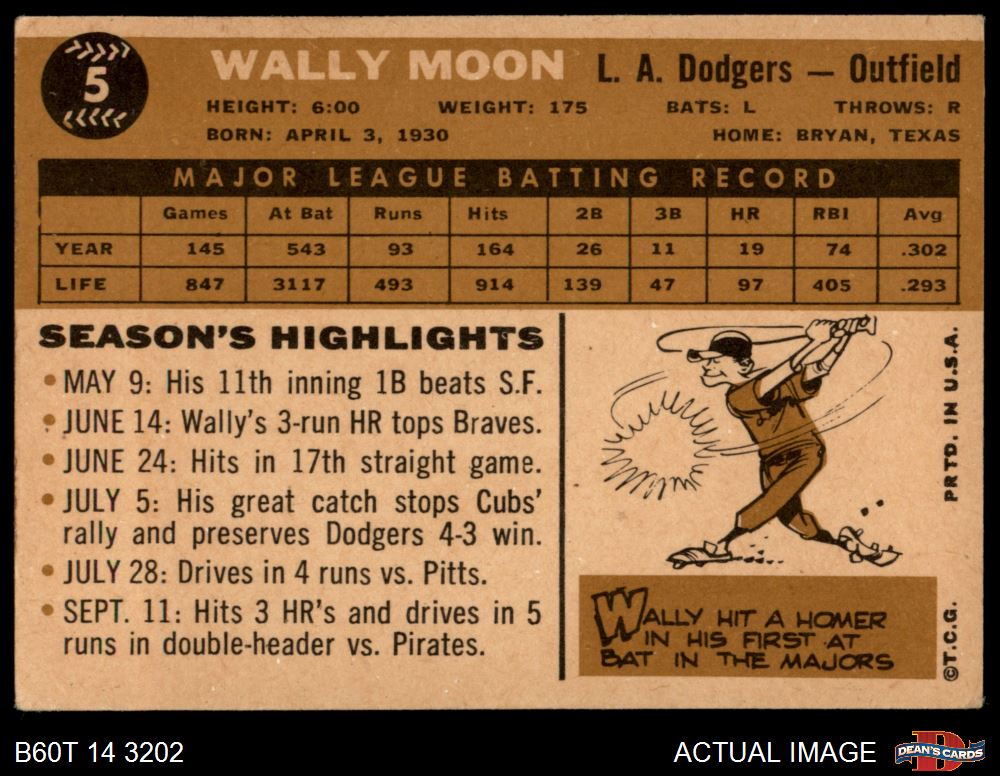 5
WALLY MOON L. A. Dodgers — Outfield
HEIGHT: 6:00 WEIGHT: 175 BATS: L THROWS: R
BORN: APRIL 3, 1930 HOME: BRYAN, TEXAS
MAJOR LEAGUE BATTING RECORD
Games At Bat Runs Hits 2B 3B HR RBI Avg
YEAR 145 543 93 164 26 11 19 74 .302
LIFE 847 3117 493 914 139 47 97 405 .293
SEASON'S HIGHLIGHTS
• MAY 9: His 11th inning 1B beats S.F.
• JUNE 14: Wally's 3-run HR tops Braves.
• JUNE 24: Hits in 17th straight game.
• JULY 5: His great catch stops Cubs'
rally and preserves Dodgers 4-3 win.
• JULY 28: Drives in 4 runs vs. Pitts.
• SEPT. 11: Hits 3 HR's and drives in 5
runs in double-header vs. Pirates.
WALLY HIT A HOMER
IN HIS FIRST AT
BAT IN THE MAJORS
©T.C.G. PRTD. IN U.S.A.
B60T 14 3202 ACTUAL IMAGE DEAN'S CARDS